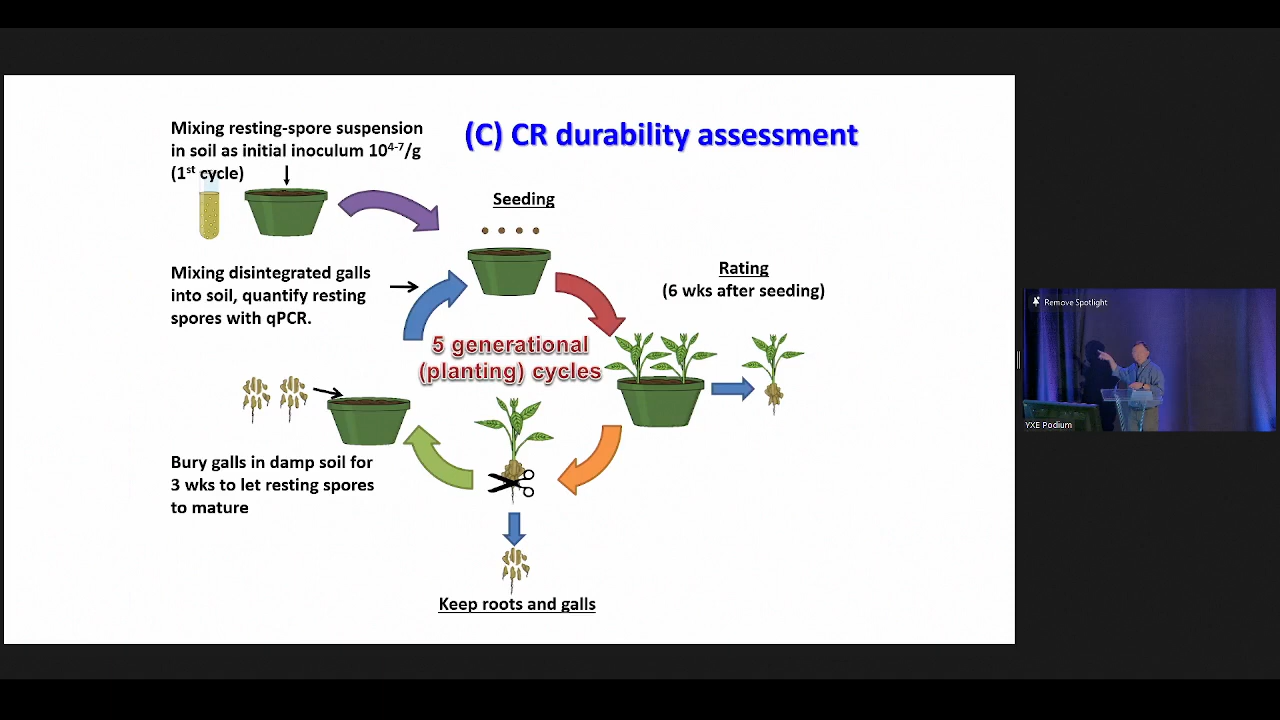 (C) CR durability assessment
Mixing resting-spore suspension
in soil as initial inoculum 10⁴⁻⁷/g
(1ˢᵗ cycle)
Seeding
Mixing disintegrated galls
into soil, quantify resting
spores with qPCR.
Rating
(6 wks after seeding)
5 generational
(planting) cycles
Bury galls in damp soil for
3 wks to let resting spores
to mature
Keep roots and galls
Remove Spotlight
YXE Podium